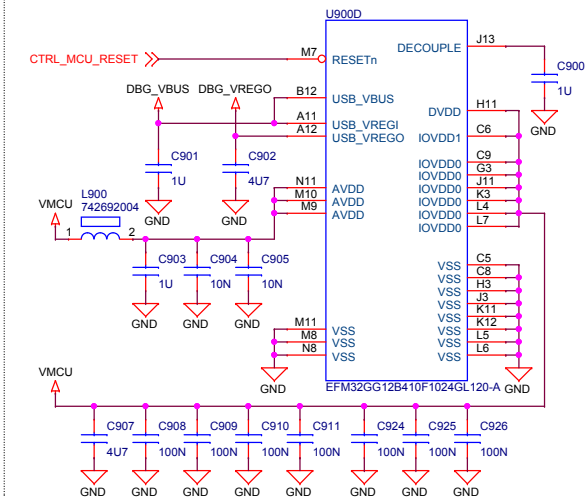 U900D
CTRL_MCU_RESET
M7
RESETn
DECOUPLE
J13
C900
1U
GND
DBG_VBUS
DBG_VREGO
B12
USB_VBUS
A11
USB_VREGI
A12
USB_VREGO
DVDD
H11
IOVDD1
C6
IOVDD0
C9
IOVDD0
G3
IOVDD0
J11
IOVDD0
K3
IOVDD0
L4
IOVDD0
L7
C901
1U
GND
C902
4U7
GND
N11
AVDD
M10
AVDD
M9
AVDD
L900
742692004
VMCU
1
2
C903
1U
GND
C904
10N
GND
C905
10N
GND
VSS
C5
VSS
C8
VSS
H3
VSS
J3
VSS
K11
VSS
K12
VSS
L5
VSS
L6
GND
M11
VSS
M8
VSS
N8
VSS
GND
EFM32GG12B410F1024GL120-A
VMCU
C907
4U7
GND
C908
100N
GND
C909
100N
GND
C910
100N
GND
C911
100N
GND
C924
100N
GND
C925
100N
GND
C926
100N
GND